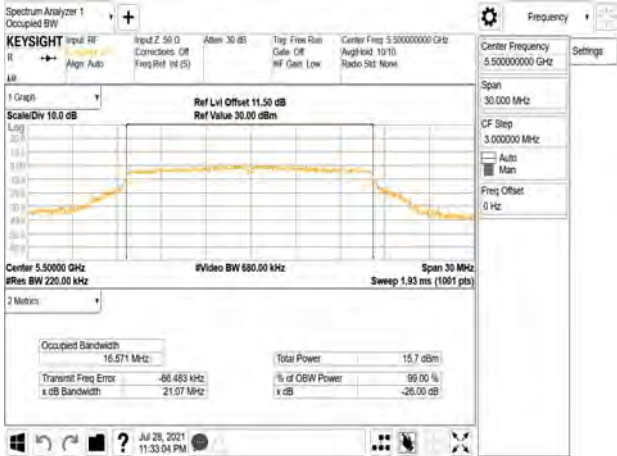 Spectrum Analyzer 1
Occupied BW
Frequency
KEYSIGHT
Input: RF
Input Z: 50 Ω
Atten: 30 dB
Trig: Free Run
Center Freq: 5.500000000 GHz
Corrections: Off
Gate: Off
Avg|Hold: 10/10
R
Align: Auto
Freq Ref: Int (S)
#IF Gain: Low
Radio Std: None
Center Frequency
5.500000000 GHz
Settings
Span
30.000 MHz
CF Step
3.000000 MHz
Auto
Man
Freq Offset
0 Hz
1 Graph
Ref Lvl Offset 11.50 dB
Scale/Div 10.0 dB
Ref Value 30.00 dBm
Log
Center 5.50000 GHz
#Video BW 680.00 kHz
Span 30 MHz
#Res BW 220.00 kHz
Sweep 1.93 ms (1001 pts)
2 Metrics
Occupied Bandwidth
16.571 MHz
Total Power
15.7 dBm
Transmit Freq Error
-66.483 kHz
% of OBW Power
99.00 %
x dB Bandwidth
21.07 MHz
x dB
-26.00 dB
?
Jul 28, 2021
11:33:04 PM